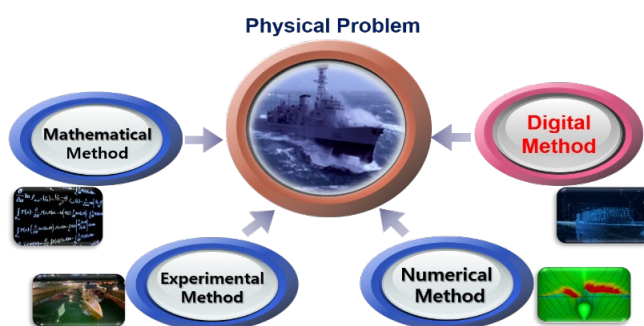 Physical Problem
Mathematical
Method
Digital
Method
Experimental
Method
Numerical
Method